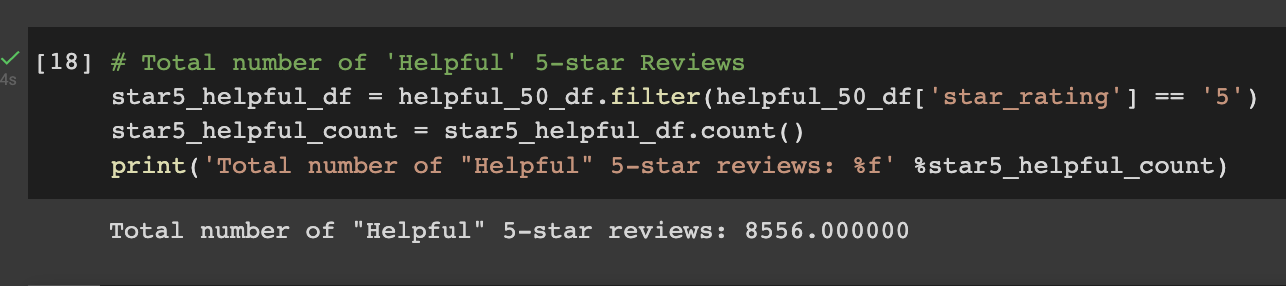 [18] # Total number of 'Helpful' 5-star Reviews
star5_helpful_df = helpful_50_df.filter(helpful_50_df['star_rating'] == '5')
4s
star5_helpful_count = star5_helpful_df.count()
print('Total number of "Helpful" 5-star reviews: %f' %star5_helpful_count)
Total number of "Helpful" 5-star reviews: 8556.000000